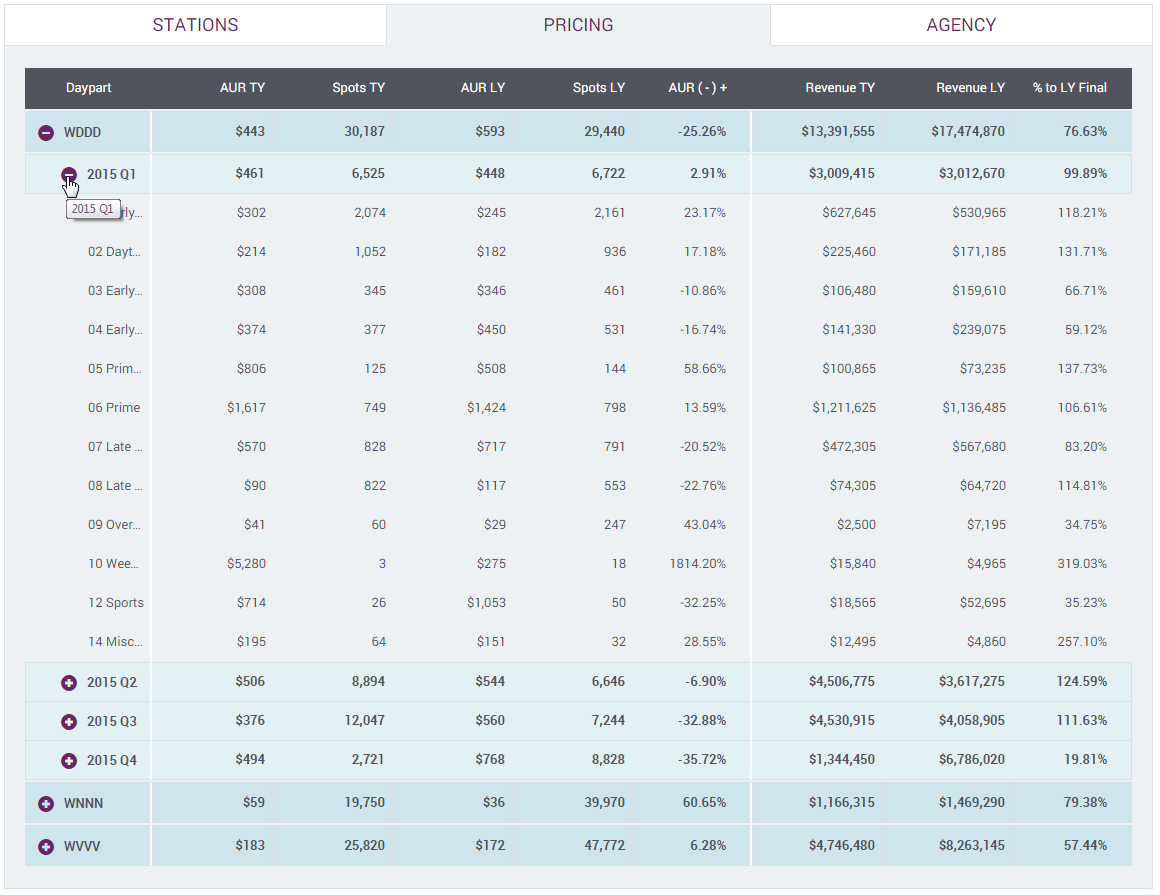 STATIONS PRICING AGENCY
Daypart AUR TY Spots TY AUR LY Spots LY AUR ( - ) + Revenue TY Revenue LY % to LY Final
WDDD $443 30,187 $593 29,440 -25.26% $13,391,555 $17,474,870 76.63%
2015 Q1 $461 6,525 $448 6,722 2.91% $3,009,415 $3,012,670 99.89%
2015 Q1 rly... $302 2,074 $245 2,161 23.17% $627,645 $530,965 118.21%
02 Dayt... $214 1,052 $182 936 17.18% $225,460 $171,185 131.71%
03 Early... $308 345 $346 461 -10.86% $106,480 $159,610 66.71%
04 Early... $374 377 $450 531 -16.74% $141,330 $239,075 59.12%
05 Prim... $806 125 $508 144 58.66% $100,865 $73,235 137.73%
06 Prime $1,617 749 $1,424 798 13.59% $1,211,625 $1,136,485 106.61%
07 Late ... $570 828 $717 791 -20.52% $472,305 $567,680 83.20%
08 Late ... $90 822 $117 553 -22.76% $74,305 $64,720 114.81%
09 Over... $41 60 $29 247 43.04% $2,500 $7,195 34.75%
10 Wee... $5,280 3 $275 18 1814.20% $15,840 $4,965 319.03%
12 Sports $714 26 $1,053 50 -32.25% $18,565 $52,695 35.23%
14 Misc... $195 64 $151 32 28.55% $12,495 $4,860 257.10%
2015 Q2 $506 8,894 $544 6,646 -6.90% $4,506,775 $3,617,275 124.59%
2015 Q3 $376 12,047 $560 7,244 -32.88% $4,530,915 $4,058,905 111.63%
2015 Q4 $494 2,721 $768 8,828 -35.72% $1,344,450 $6,786,020 19.81%
WNNN $59 19,750 $36 39,970 60.65% $1,166,315 $1,469,290 79.38%
WVVV $183 25,820 $172 47,772 6.28% $4,746,480 $8,263,145 57.44%